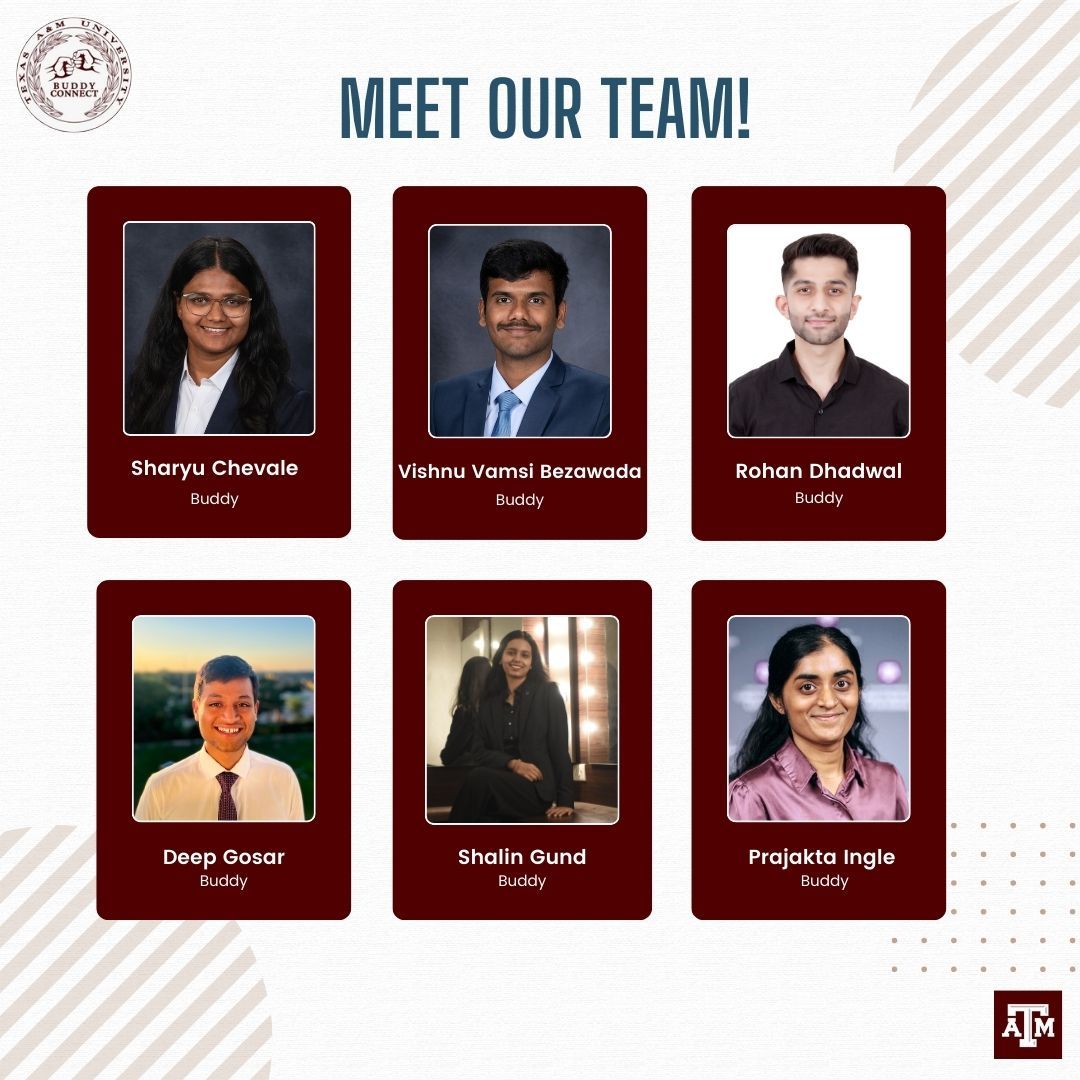 TEXAS A&M UNIVERSITY
BUDDY
CONNECT
MEET OUR TEAM!
Sharyu Chevale
Buddy
Vishnu Vamsi Bezawada
Buddy
Rohan Dhadwal
Buddy
Deep Gosar
Buddy
Shalin Gund
Buddy
Prajakta Ingle
Buddy
ATM